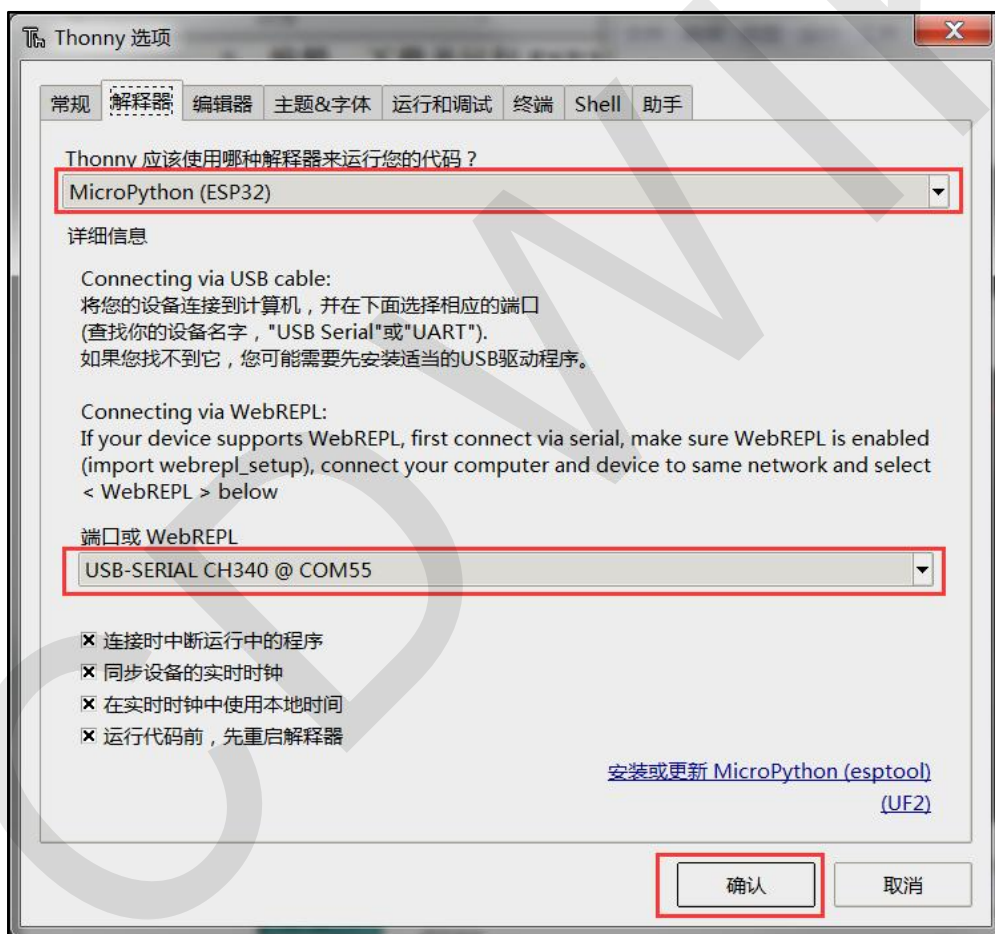 Thonny 选项
常规 解释器 编辑器 主题&字体 运行和调试 终端 Shell 助手
Thonny 应该使用哪种解释器来运行您的代码？
MicroPython (ESP32)
详细信息
Connecting via USB cable:
将您的设备连接到计算机，并在下面选择相应的端口
(查找你的设备名字，"USB Serial"或"UART").
如果您找不到它，您可能需要先安装适当的USB驱动程序。
Connecting via WebREPL:
If your device supports WebREPL, first connect via serial, make sure WebREPL is enabled
(import webrepl_setup), connect your computer and device to same network and select
< WebREPL > below
端口或 WebREPL
USB-SERIAL CH340 @ COM55
连接时中断运行中的程序
同步设备的实时时钟
在实时时钟中使用本地时间
运行代码前，先重启解释器
安装或更新 MicroPython (esptool)
(UF2)
确认 取消